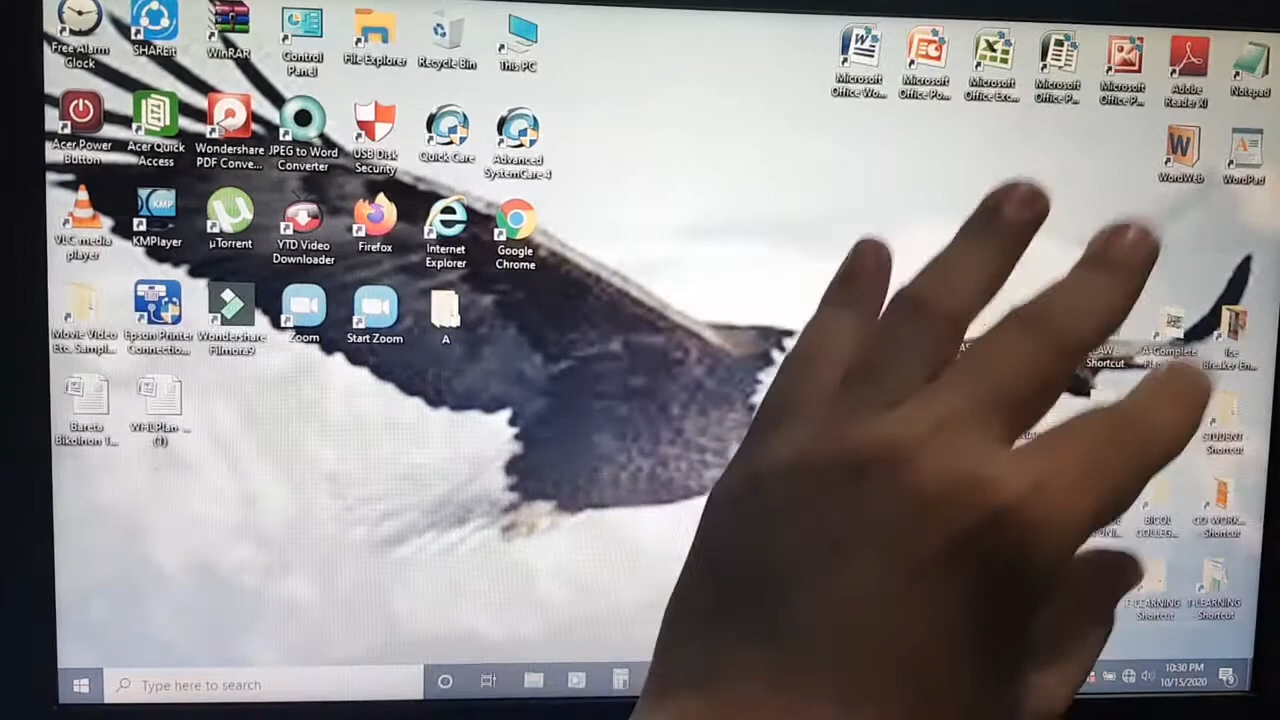 Free Alarm
Clock
SHAREit
WinRAR
Control
Panel
File Explorer
Recycle Bin
This PC
Microsoft
Office Wo...
Microsoft
Office Po...
Microsoft
Office Exc...
Microsoft
Office P...
Microsoft
Office P...
Adobe
Reader XI
Notepad
Acer Power
Button
Acer Quick
Access
Wondershare
PDF Conve...
JPEG to Word
Converter
USB Disk
Security
Quick Care
Advanced
SystemCare 4
WordWeb
WordPad
VLC media
player
KMP
KMPlayer
µTorrent
YTD Video
Downloader
Firefox
Internet
Explorer
Google
Chrome
Movie Video
Etc. Sampl...
Epson Printer
Connectio...
Wondershare
Filmora9
Zoom
Start Zoom
A
LAW -
Shortcut
A-Complete
Ice
Breaker En...
Bareta
Bikolnon 1...
WHLPlan_...
(1)
STUDENT -
Shortcut
BICOL
COLLEG...
GO WORK...
- Shortcut
T-LEARNING
Shortcut
T-LEARNING
- Shortcut
Type here to search
10:30 PM
10/15/2020